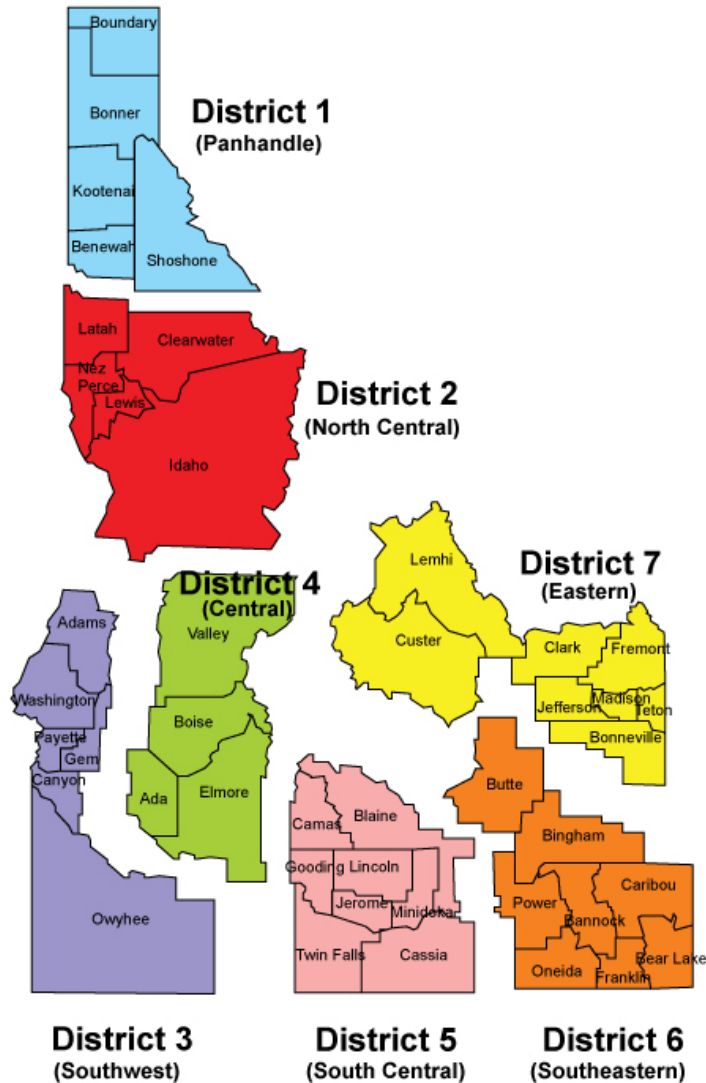 Boundary
Bonner
District 1
(Panhandle)
Kootenai
Benewah
Shoshone
Latah
Clearwater
Nez
Perce
Lewis
District 2
(North Central)
Idaho
Lemhi
District 7
(Eastern)
District 4
(Central)
Adams
Valley
Custer
Clark
Fremont
Washington
Madison
Jefferson
Teton
Boise
Payette
Bonneville
Gem
Canyon
Butte
Ada
Elmore
Blaine
Camas
Bingham
Gooding
Lincoln
Caribou
Jerome
Minidoka
Power
Bannock
Owyhee
Twin Falls
Cassia
Bear Lake
Oneida
Franklin
District 3
(Southwest)
District 5
(South Central)
District 6
(Southeastern)